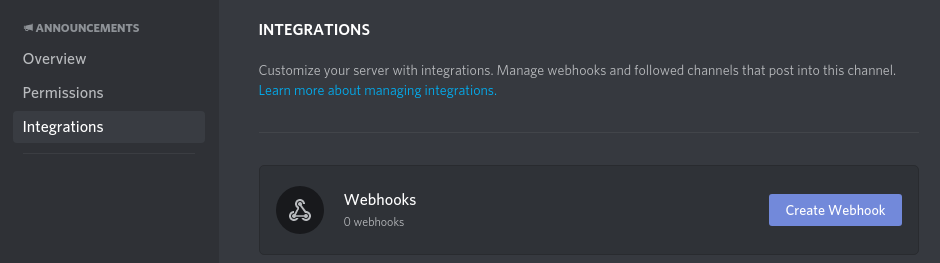 ANNOUNCEMENTS
Overview
Permissions
Integrations
INTEGRATIONS
Customize your server with integrations. Manage webhooks and followed channels that post into this channel.
Learn more about managing integrations.
Webhooks
0 webhooks
Create Webhook